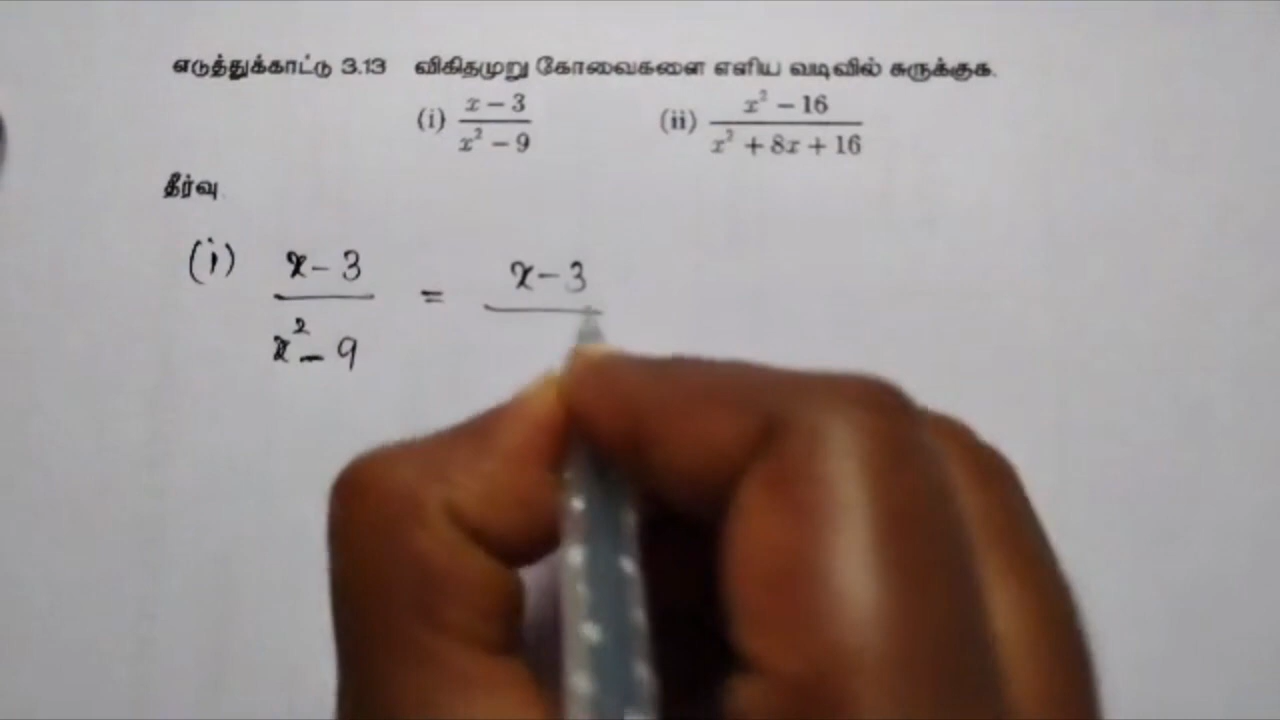 எடுத்துக்காட்டு 3.13 விகிதமுறு கோவைகளை எளிய வடிவில் சுருக்குக.
(i) x − 3 / x² − 9 (ii) x² − 16 / x² + 8x + 16
தீர்வு
(i) x − 3 / x² − 9 = x − 3